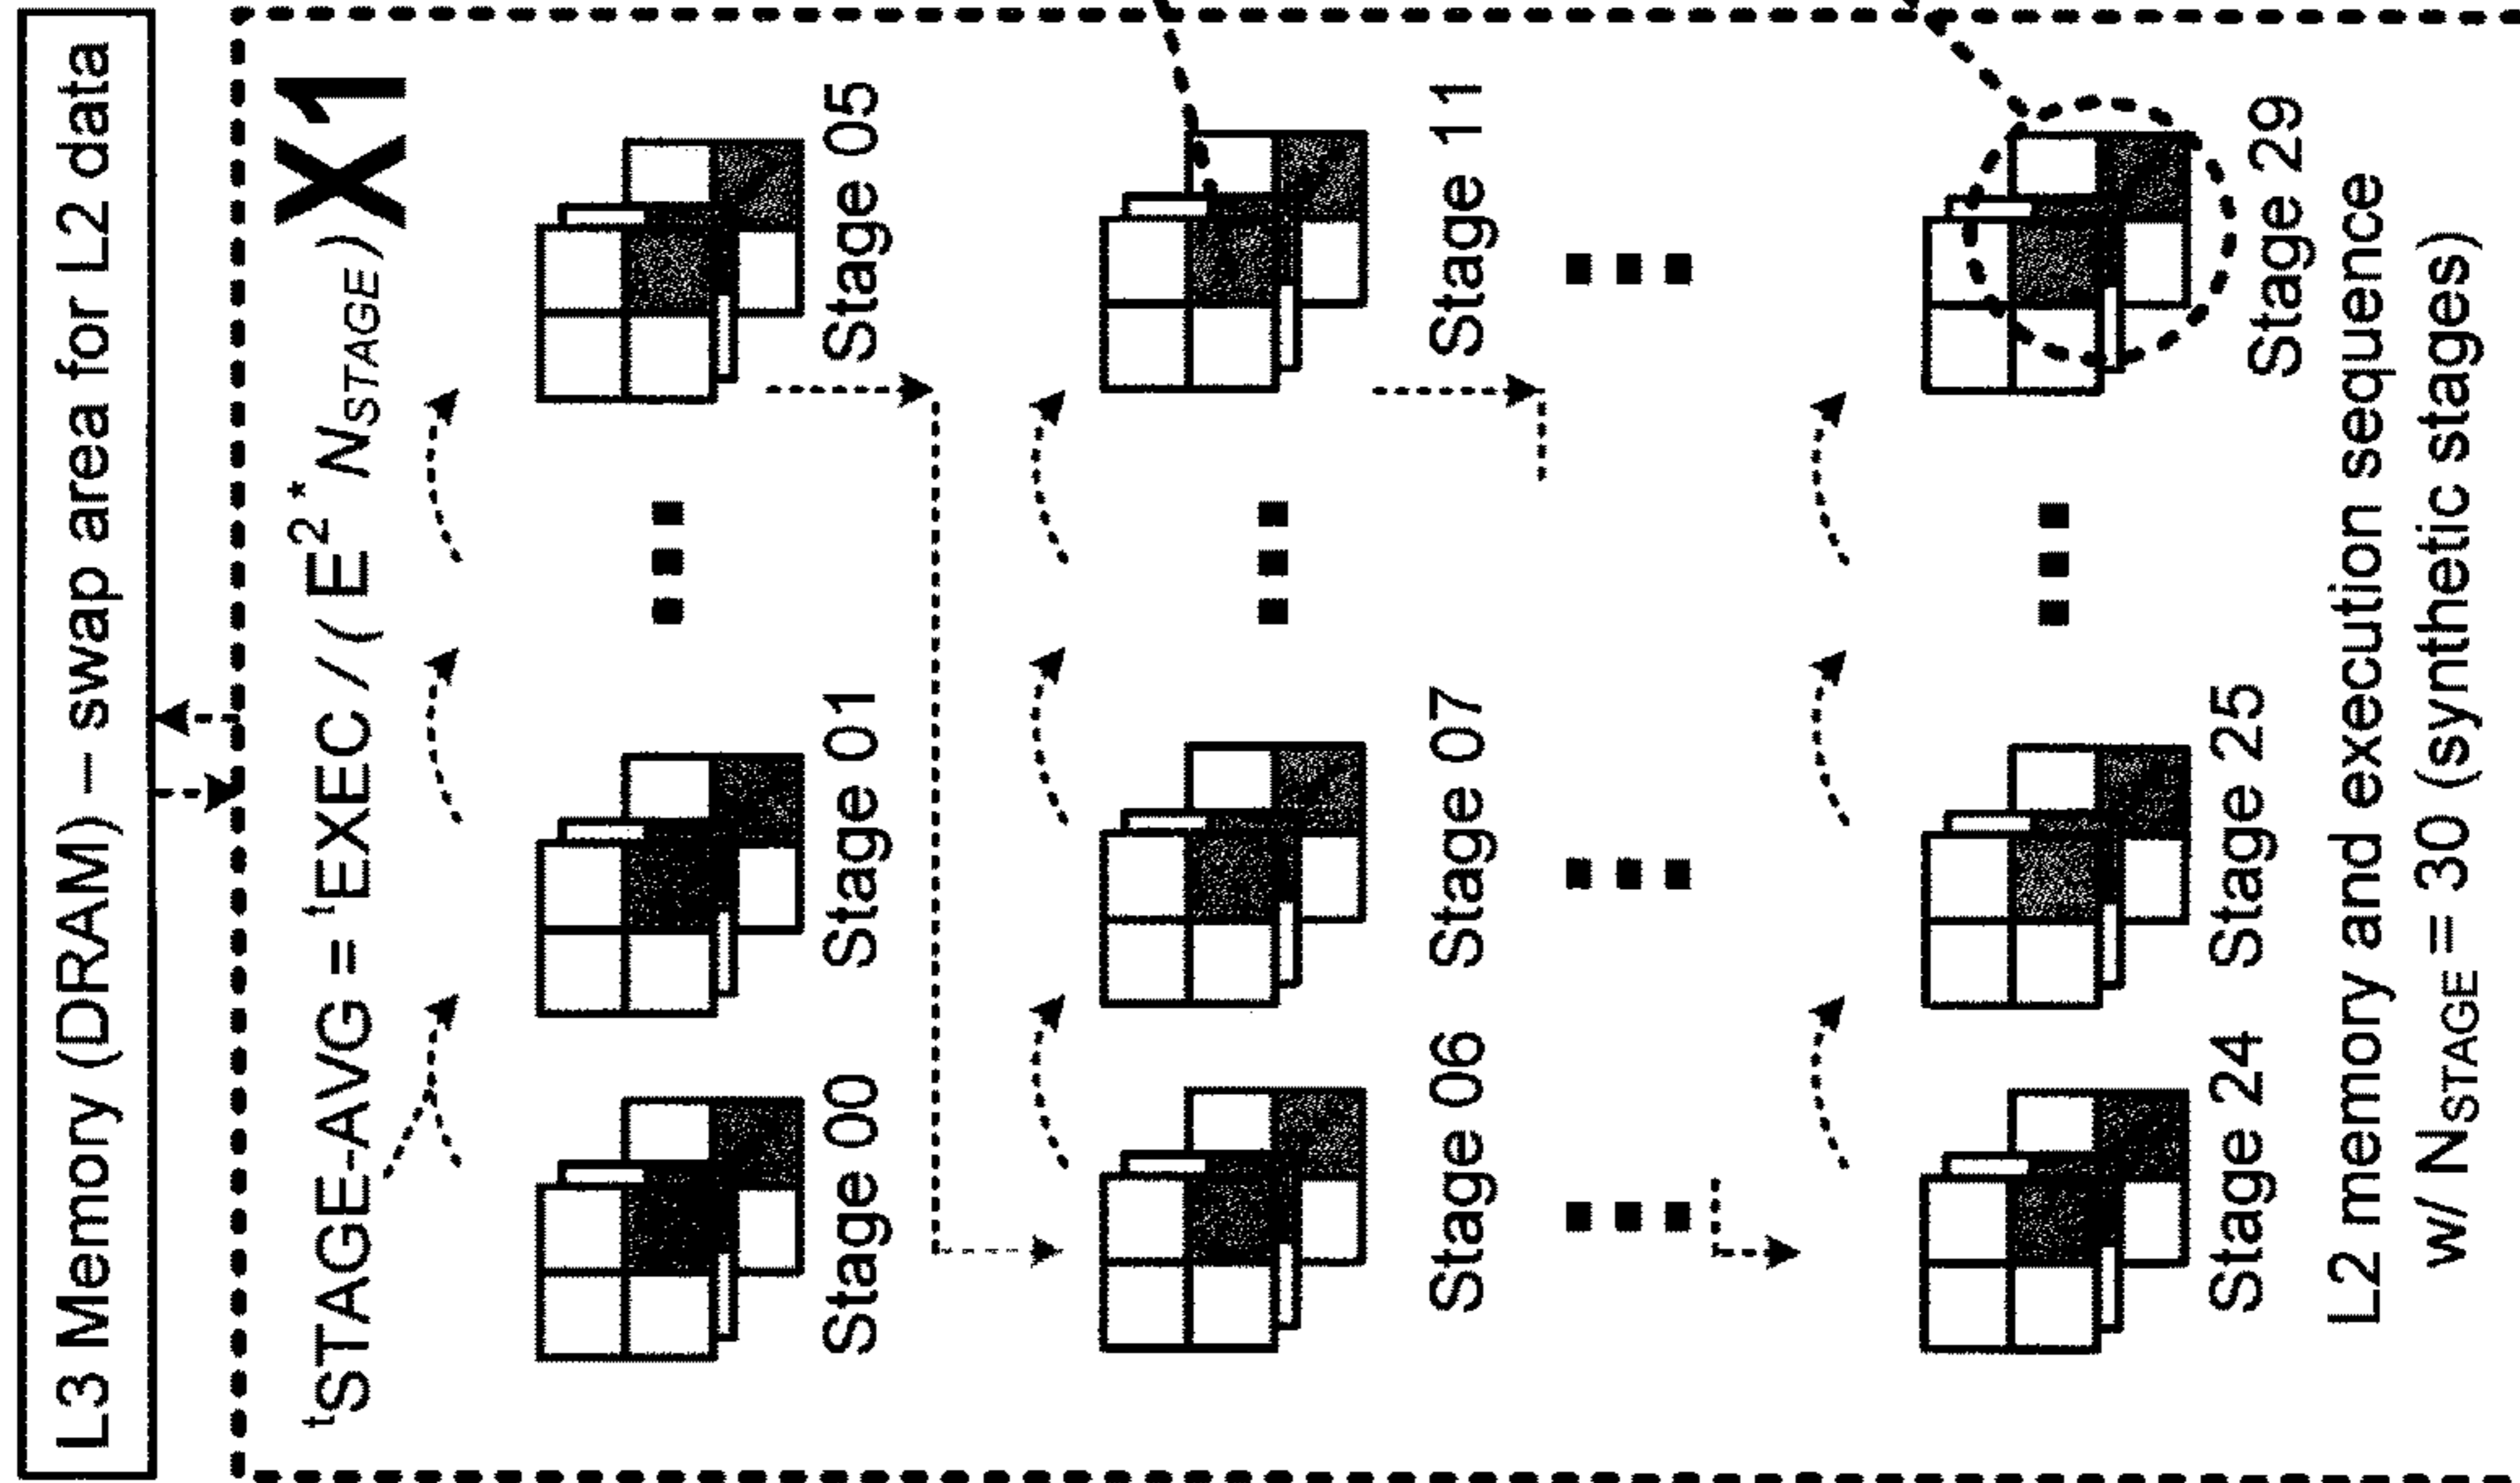 L3 Memory (DRAM) – swap area for L2 data
tSTAGE-AVG = tEXEC / ( E2 * NSTAGE )
X1
Stage 00
Stage 01
Stage 05
Stage 06
Stage 07
Stage 11
Stage 24
Stage 25
Stage 29
L2 memory and execution sequence
w/ NSTAGE = 30 (synthetic stages)